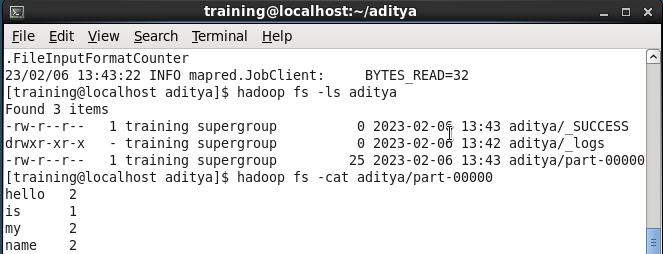 training@localhost:~/aditya
File Edit View Search Terminal Help
.FileInputFormatCounter
23/02/06 13:43:22 INFO mapred.JobClient:     BYTES_READ=32
[training@localhost aditya]$ hadoop fs -ls aditya
Found 3 items
-rw-r--r--   1 training supergroup          0 2023-02-06 13:43 aditya/_SUCCESS
drwxr-xr-x   - training supergroup          0 2023-02-06 13:42 aditya/_logs
-rw-r--r--   1 training supergroup         25 2023-02-06 13:43 aditya/part-00000
[training@localhost aditya]$ hadoop fs -cat aditya/part-00000
hello   2
is      1
my      2
name    2